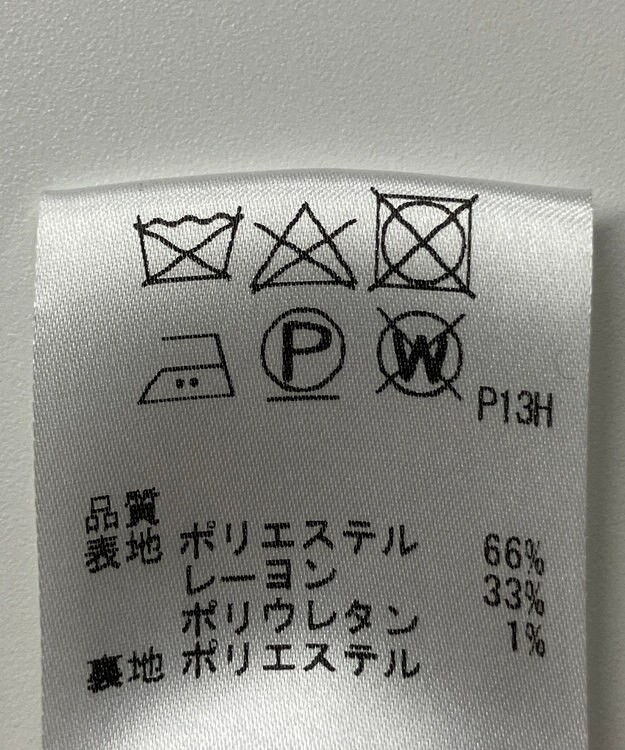 P
W
P13H
品質
表地 ポリエステル 66%
レーヨン 33%
ポリウレタン 1%
裏地 ポリエステル